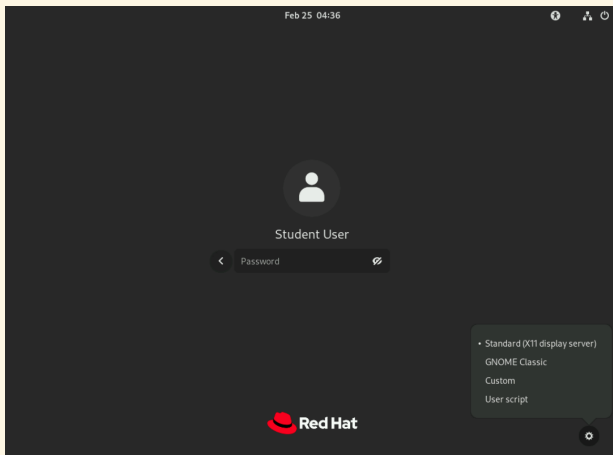 Feb 25 04:36
Student User
Password
• Standard (X11 display server)
GNOME Classic
Custom
User script
Red Hat